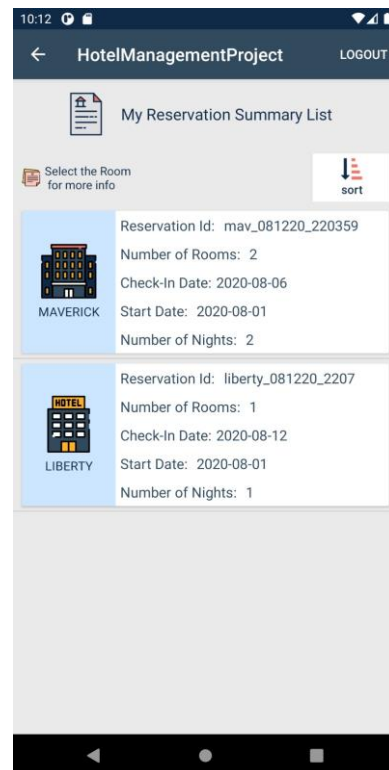 10:12
HotelManagementProject LOGOUT
My Reservation Summary List
Select the Room
for more info
sort
Reservation Id: mav_081220_220359
Number of Rooms: 2
Check-In Date: 2020-08-06
MAVERICK
Start Date: 2020-08-01
Number of Nights: 2
Reservation Id: liberty_081220_2207
Number of Rooms: 1
HOTEL
Check-In Date: 2020-08-12
LIBERTY
Start Date: 2020-08-01
Number of Nights: 1